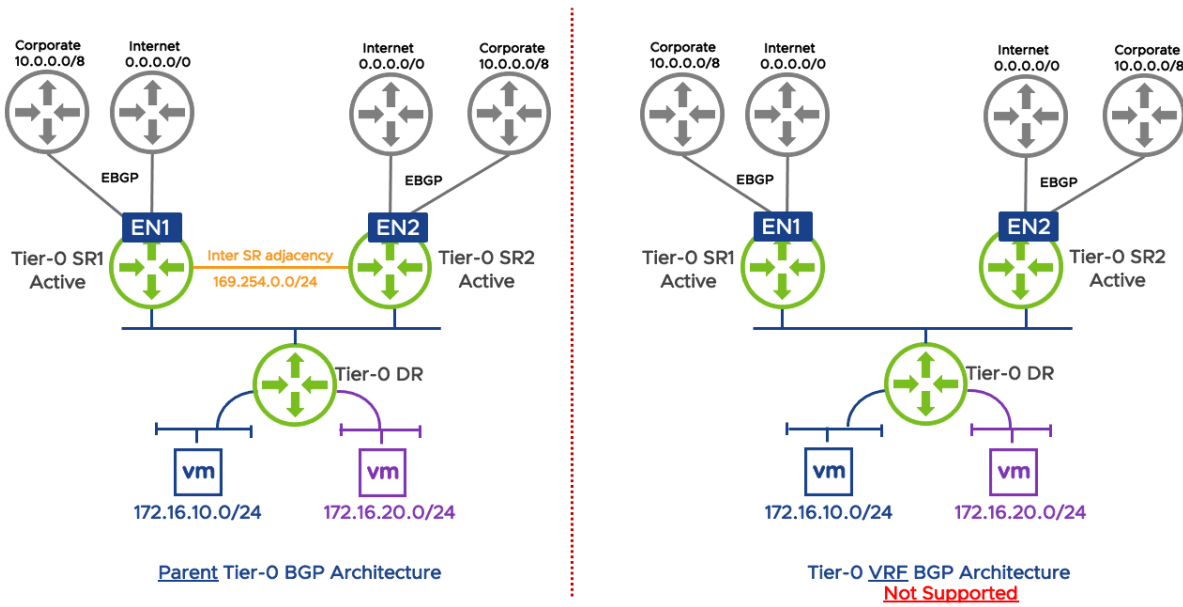 Corporate
10.0.0.0/8
Internet
0.0.0.0/0
Internet
0.0.0.0/0
Corporate
10.0.0.0/8
EBGP
EBGP
EN1
EN2
Tier-0 SR1
Active
Inter SR adjacency
169.254.0.0/24
Tier-0 SR2
Active
Tier-0 DR
vm
vm
172.16.10.0/24
172.16.20.0/24
Parent Tier-0 BGP Architecture
Corporate
10.0.0.0/8
Internet
0.0.0.0/0
Internet
0.0.0.0/0
Corporate
10.0.0.0/8
EBGP
EBGP
EN1
EN2
Tier-0 SR1
Active
Tier-0 SR2
Active
Tier-0 DR
vm
vm
172.16.10.0/24
172.16.20.0/24
Tier-0 VRF BGP Architecture
Not Supported